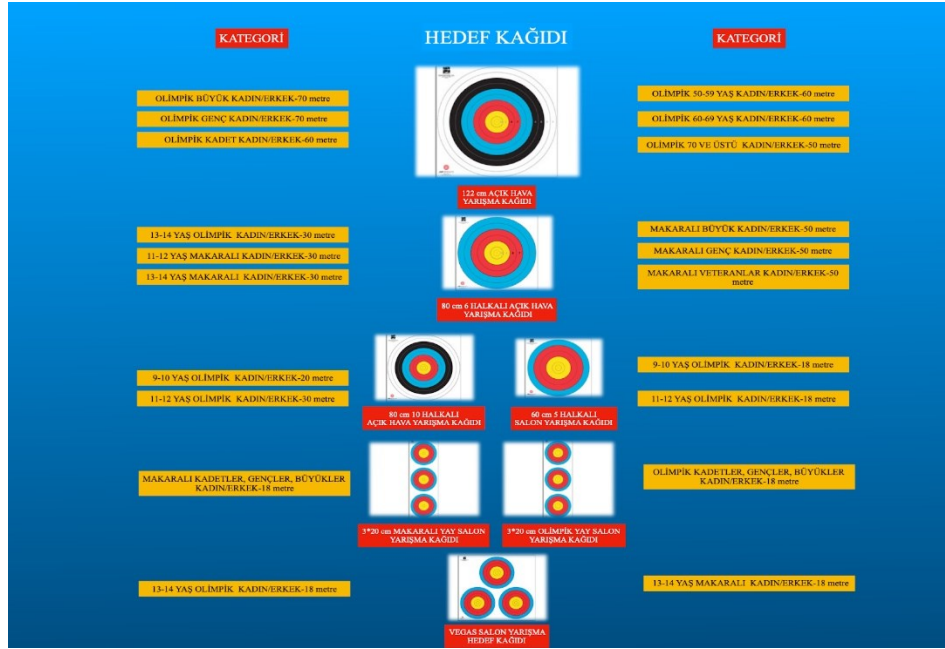 KATEGORİ
HEDEF KAĞIDI
KATEGORİ
OLİMPİK BÜYÜK KADIN/ERKEK-70 metre
OLİMPİK GENÇ KADIN/ERKEK-70 metre
OLİMPİK KADET KADIN/ERKEK-60 metre
OLİMPİK 50-59 YAŞ KADIN/ERKEK-60 metre
OLİMPİK 60-69 YAŞ KADIN/ERKEK-60 metre
OLİMPİK 70 VE ÜSTÜ KADIN/ERKEK-50 metre
122 cm AÇIK HAVA
YARIŞMA KAĞIDI
13-14 YAŞ OLİMPİK KADIN/ERKEK-30 metre
11-12 YAŞ MAKARALI KADIN/ERKEK-30 metre
13-14 YAŞ MAKARALI KADIN/ERKEK-30 metre
MAKARALI BÜYÜK KADIN/ERKEK-50 metre
MAKARALI GENÇ KADIN/ERKEK-50 metre
MAKARALI VETERANLAR KADIN/ERKEK-50
metre
80 cm 6 HALKALI AÇIK HAVA
YARIŞMA KAĞIDI
9-10 YAŞ OLİMPİK KADIN/ERKEK-20 metre
11-12 YAŞ OLİMPİK KADIN/ERKEK-30 metre
9-10 YAŞ OLİMPİK KADIN/ERKEK-18 metre
11-12 YAŞ OLİMPİK KADIN/ERKEK-18 metre
80 cm 10 HALKALI
AÇIK HAVA YARIŞMA KAĞIDI
60 cm 5 HALKALI
SALON YARIŞMA KAĞIDI
MAKARALI KADETLER, GENÇLER, BÜYÜKLER
KADIN/ERKEK-18 metre
OLİMPİK KADETLER, GENÇLER, BÜYÜKLER
KADIN/ERKEK-18 metre
3*20 cm MAKARALI YAY SALON
YARIŞMA KAĞIDI
3*20 cm OLİMPİK YAY SALON
YARIŞMA KAĞIDI
13-14 YAŞ OLİMPİK KADIN/ERKEK-18 metre
13-14 YAŞ MAKARALI KADIN/ERKEK-18 metre
VEGAS SALON YARIŞMA
HEDEF KAĞIDI